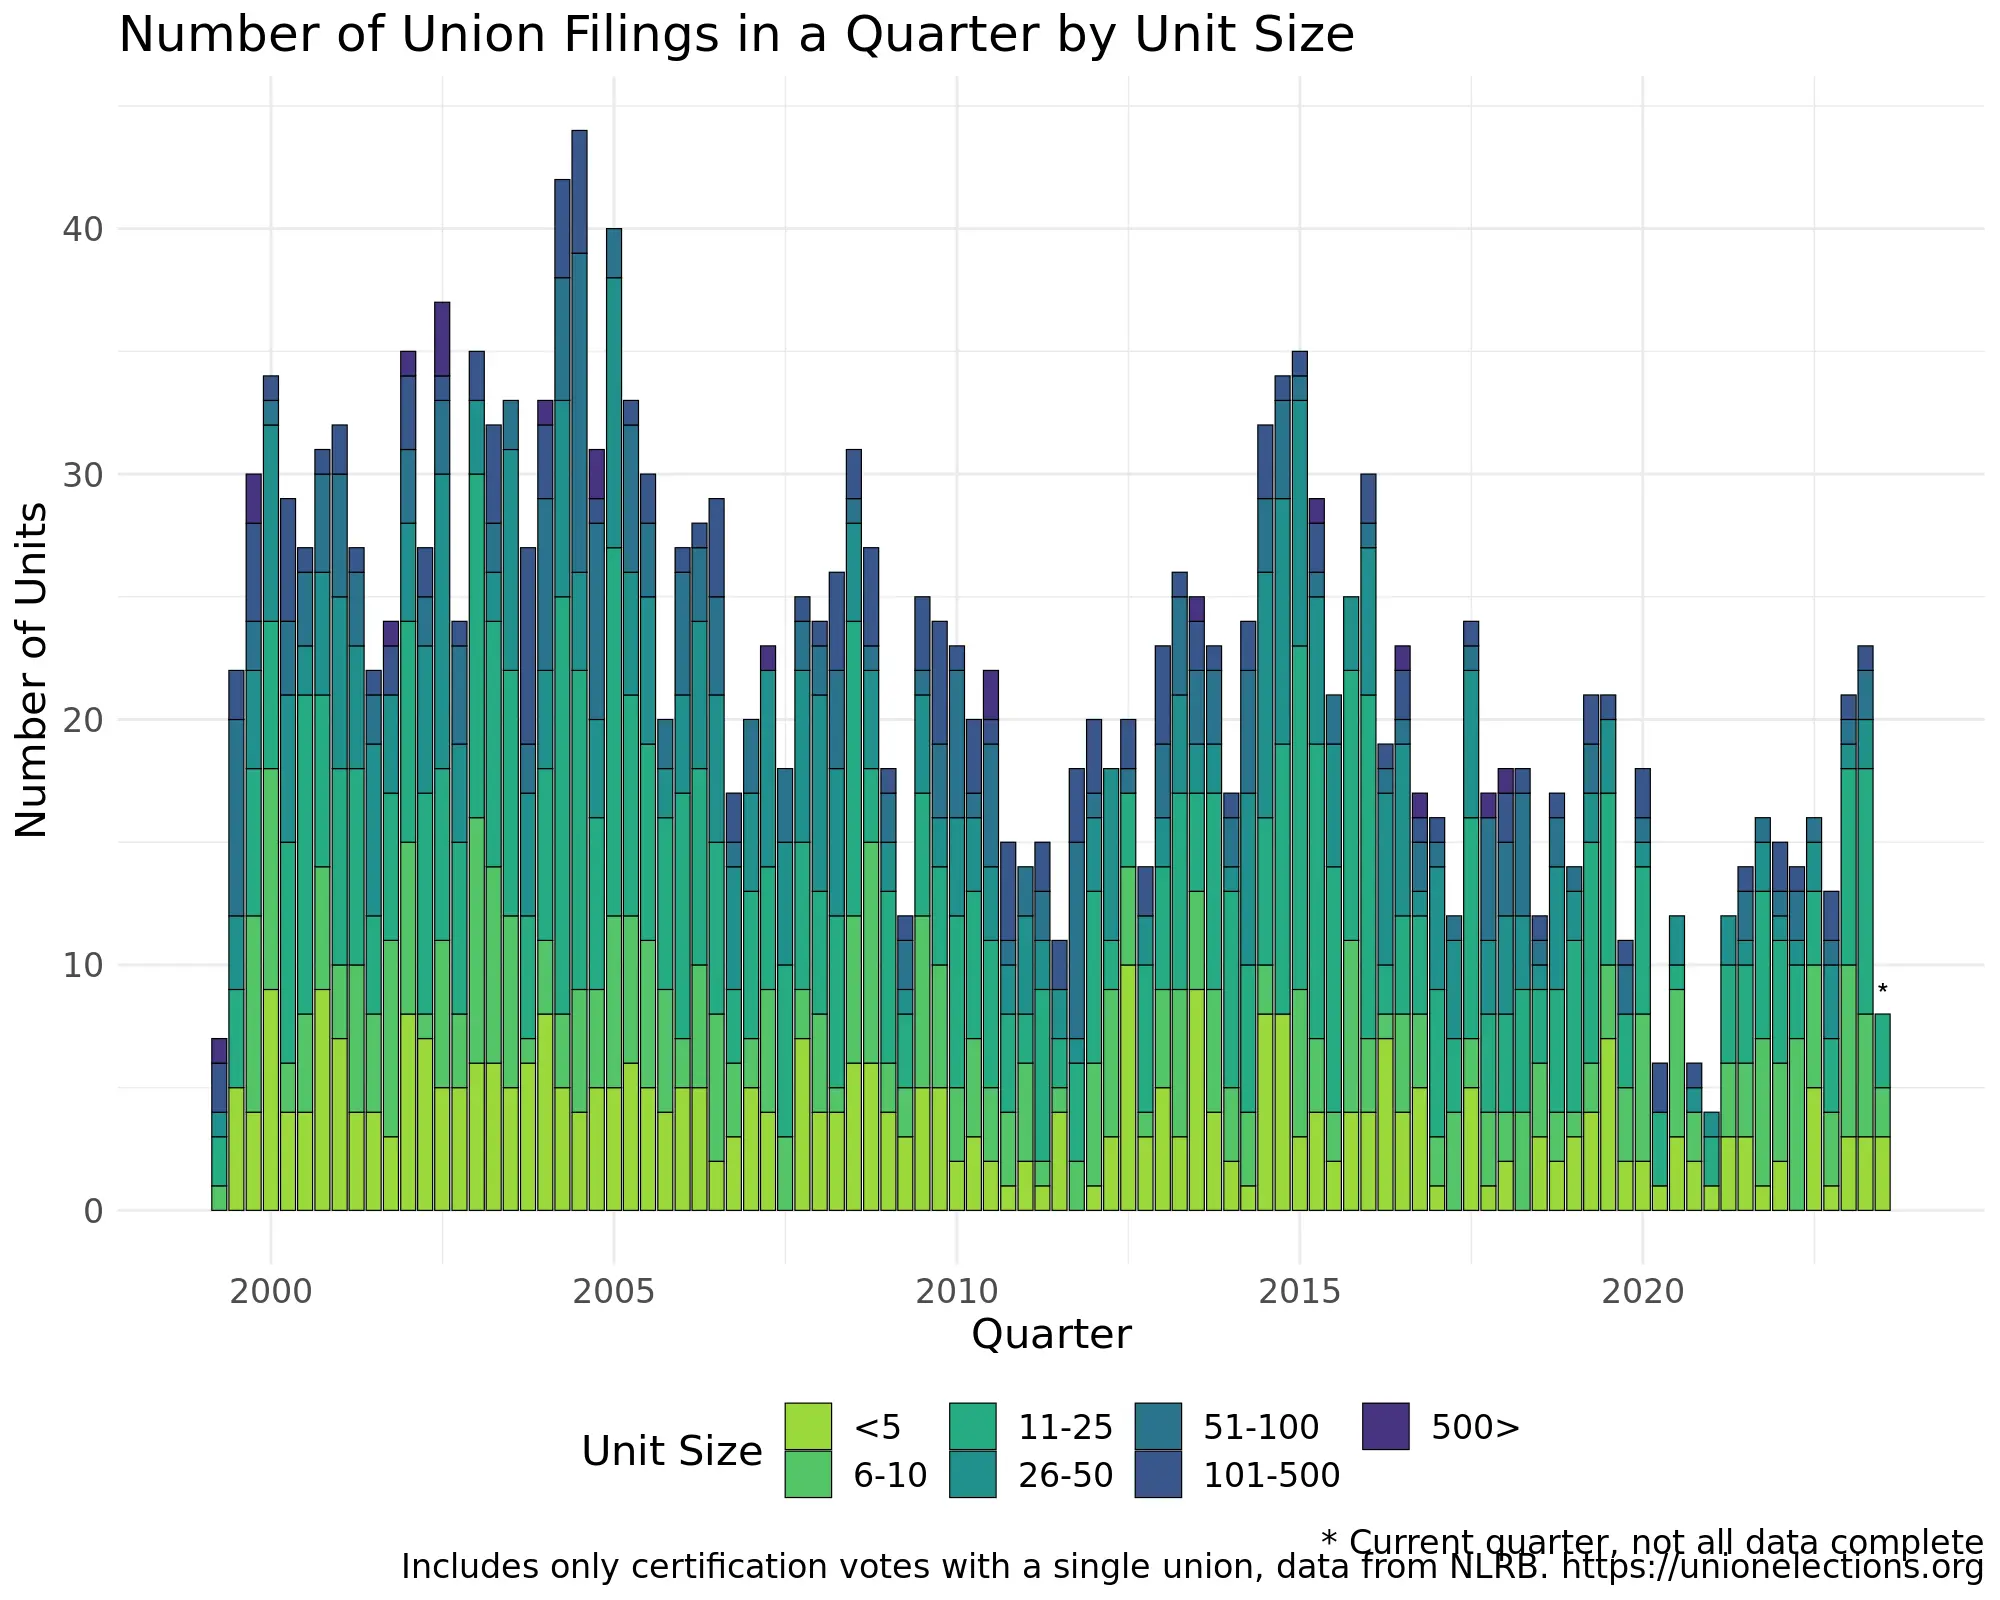 Number of Union Filings in a Quarter by Unit Size
Number of Units
40
30
20
10
0
*
2000 2005 2010 2015 2020
Quarter
Unit Size
<5 11-25 51-100 500>
6-10 26-50 101-500
* Current quarter, not all data complete
Includes only certification votes with a single union, data from NLRB. https://unionelections.org